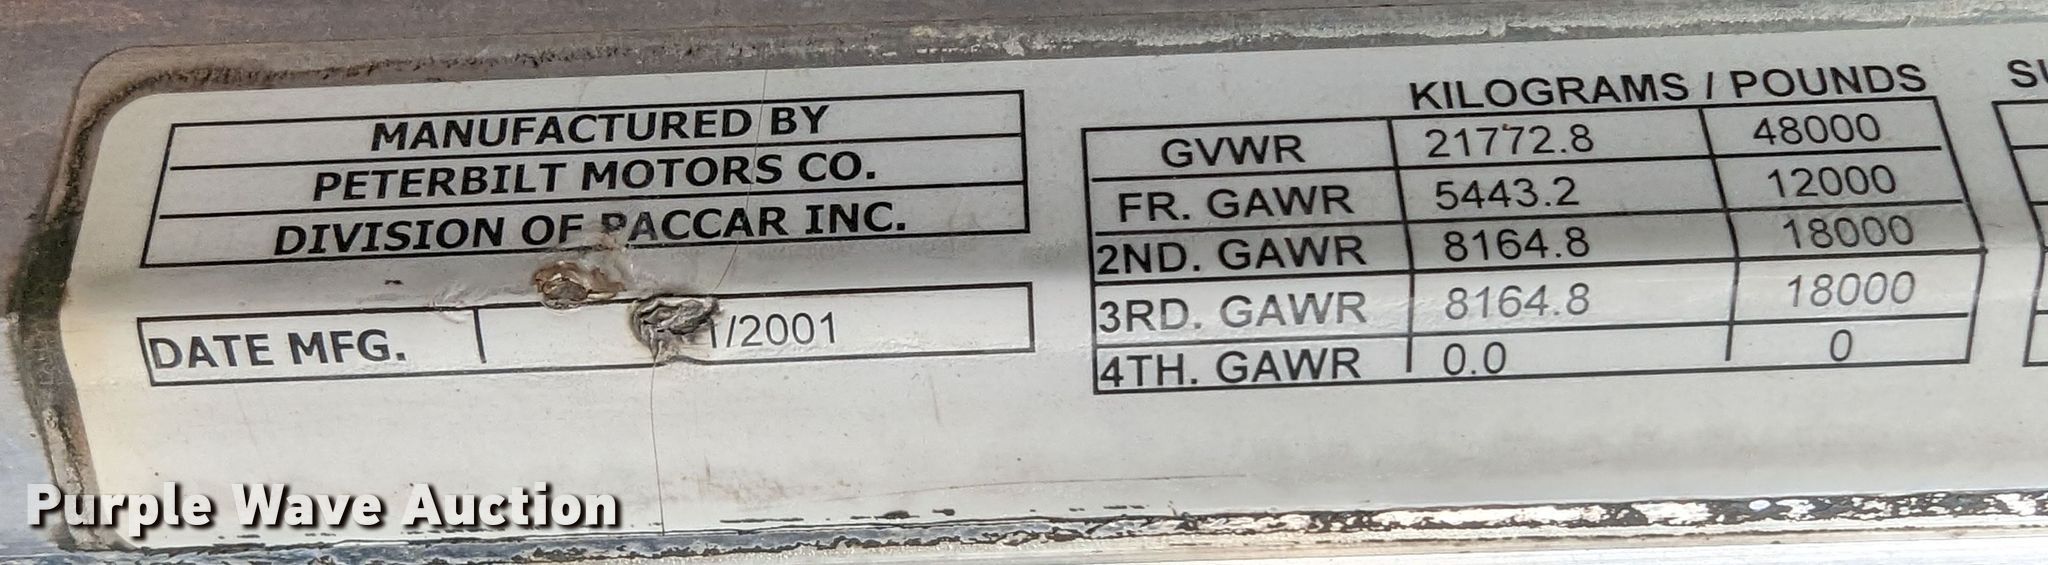 MANUFACTURED BY
PETERBILT MOTORS CO.
DIVISION OF PACCAR INC.
DATE MFG. 1/2001
KILOGRAMS / POUNDS
GVWR 21772.8 48000
FR. GAWR 5443.2 12000
2ND. GAWR 8164.8 18000
3RD. GAWR 8164.8 18000
4TH. GAWR 0.0 0
Purple Wave Auction